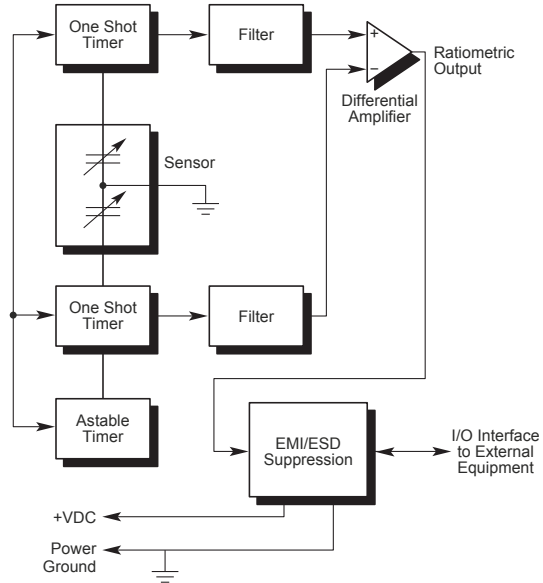 One Shot
Timer
Filter
+
−
Ratiometric
Output
Differential
Amplifier
Sensor
One Shot
Timer
Filter
Astable
Timer
EMI/ESD
Suppression
I/O Interface
to External
Equipment
+VDC
Power
Ground